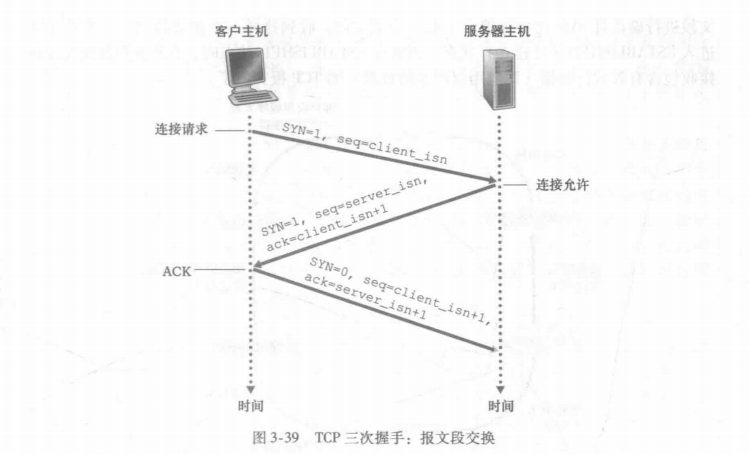 客户主机
服务器主机
连接请求
SYN=1, seq=client_isn
连接允许
SYN=1, seq=server_isn,
ack=client_isn+1
ACK
SYN=0, seq=client_isn+1,
ack=server_isn+1
时间
时间
图 3-39 TCP 三次握手：报文段交换